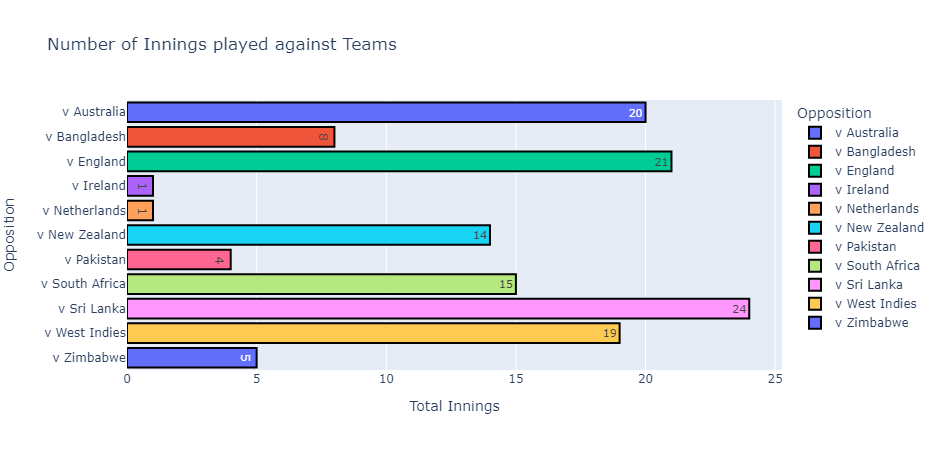 Number of Innings played against Teams
Opposition
v Australia 20
v Bangladesh 8
v England 21
v Ireland 1
v Netherlands 1
v New Zealand 14
v Pakistan 4
v South Africa 15
v Sri Lanka 24
v West Indies 19
v Zimbabwe 5
0 5 10 15 20 25
Total Innings
Opposition
v Australia
v Bangladesh
v England
v Ireland
v Netherlands
v New Zealand
v Pakistan
v South Africa
v Sri Lanka
v West Indies
v Zimbabwe